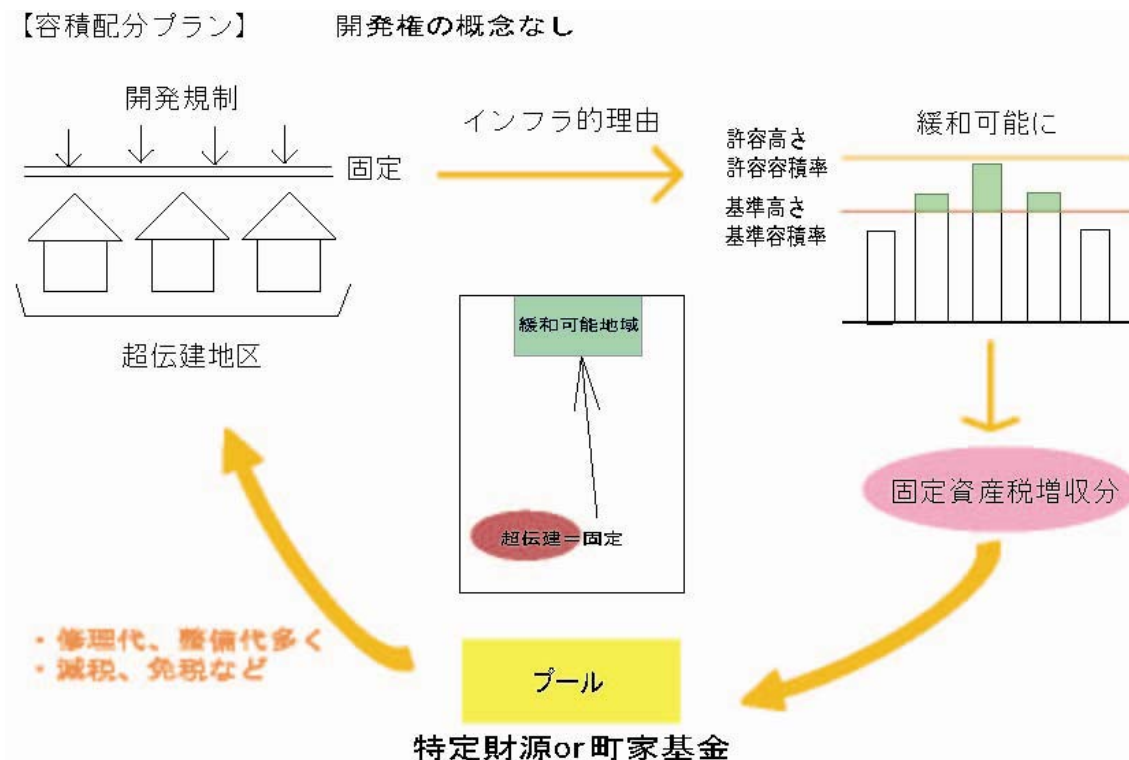 【容積配分プラン】 開発権の概念なし
開発規制
固定
超伝建地区
インフラ的理由
緩和可能に
許容高さ
許容容積率
基準高さ
基準容積率
緩和可能地域
超伝建＝固定
固定資産税増収分
プール
特定財源or町家基金
・修理代、整備代多く
・減税、免税など